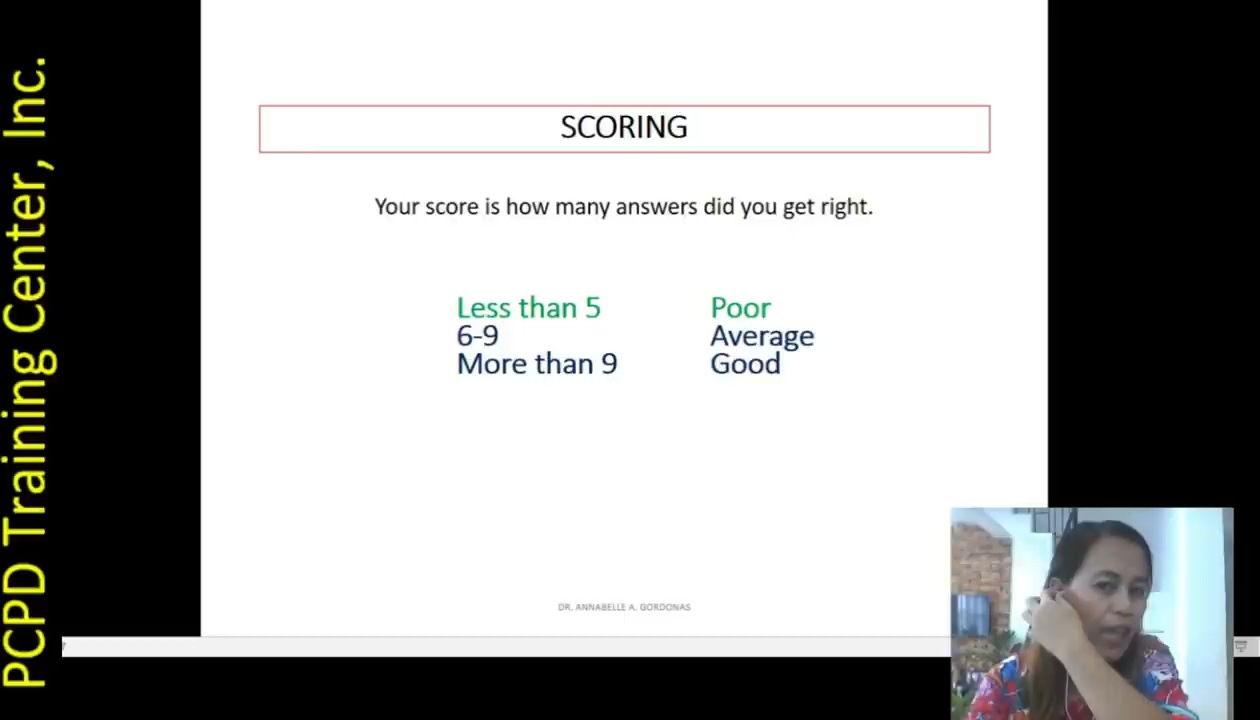 PCPD Training Center, Inc.
SCORING
Your score is how many answers did you get right.
Less than 5 Poor
6-9 Average
More than 9 Good
DR. ANNABELLE A. GORDONAS